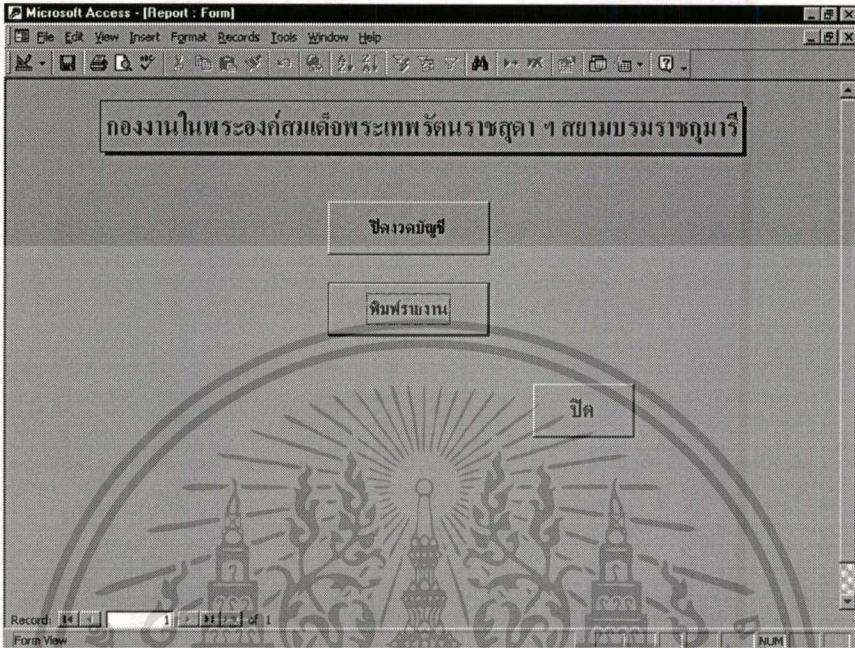 Microsoft Access - [Report : Form]
File Edit View Insert Format Records Tools Window Help
กองงานในพระองค์สมเด็จพระเทพรัตนราชสุดา ฯ สยามบรมราชกุมารี
ปิดงวดบัญชี
พิมพ์รายงาน
ปิด
Record: 1 of 1
Form View NUM